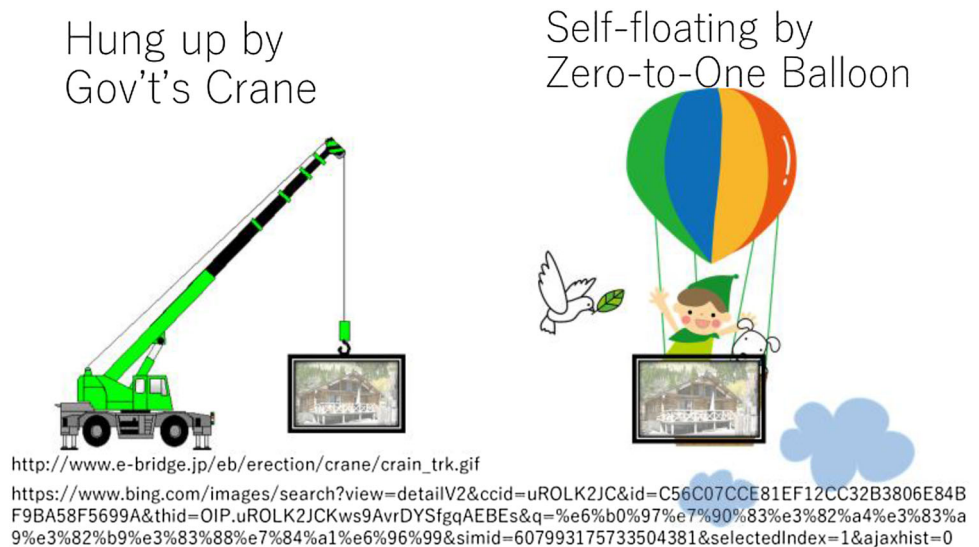 Hung up by
Gov't's Crane
Self-floating by
Zero-to-One Balloon
http://www.e-bridge.jp/eb/erection/crane/crain_trk.gif
https://www.bing.com/images/search?view=detailV2&ccid=uROLK2JC&id=C56C07CCE81EF12CC32B3806E84B
F9BA58F5699A&thid=OIP.uROLK2JCKws9AvrDYSfgqAEBEs&q=%e6%b0%97%e7%90%83%e3%82%a4%e3%83%a
9%e3%82%b9%e3%83%88%e7%84%a1%e6%96%99&simid=607993175733504381&selectedIndex=1&ajaxhist=0